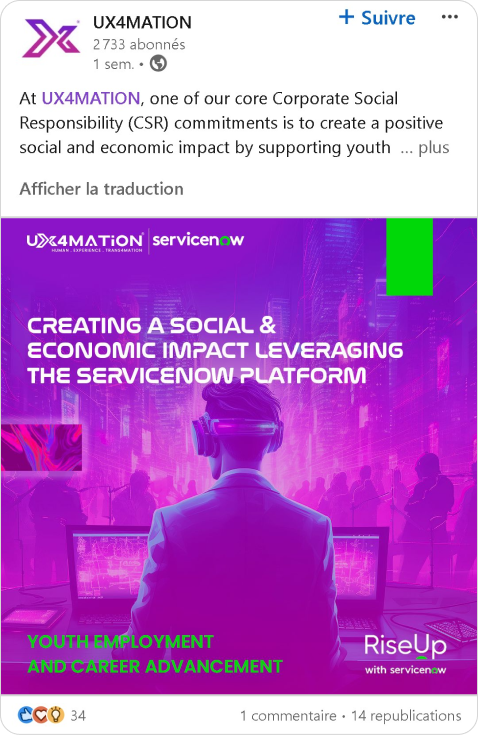 UX4MATION
+ Suivre
2 733 abonnés
1 sem. •
At UX4MATION, one of our core Corporate Social
Responsibility (CSR) commitments is to create a positive
social and economic impact by supporting youth ... plus
Afficher la traduction
UX4MATION servicenow
HUMAN . EXPERIENCE . TRANS4MATION
CREATING A SOCIAL &
ECONOMIC IMPACT LEVERAGING
THE SERVICENOW PLATFORM
YOUTH EMPLOYMENT
AND CAREER ADVANCEMENT
RiseUp
with servicenow
34
1 commentaire • 14 republications